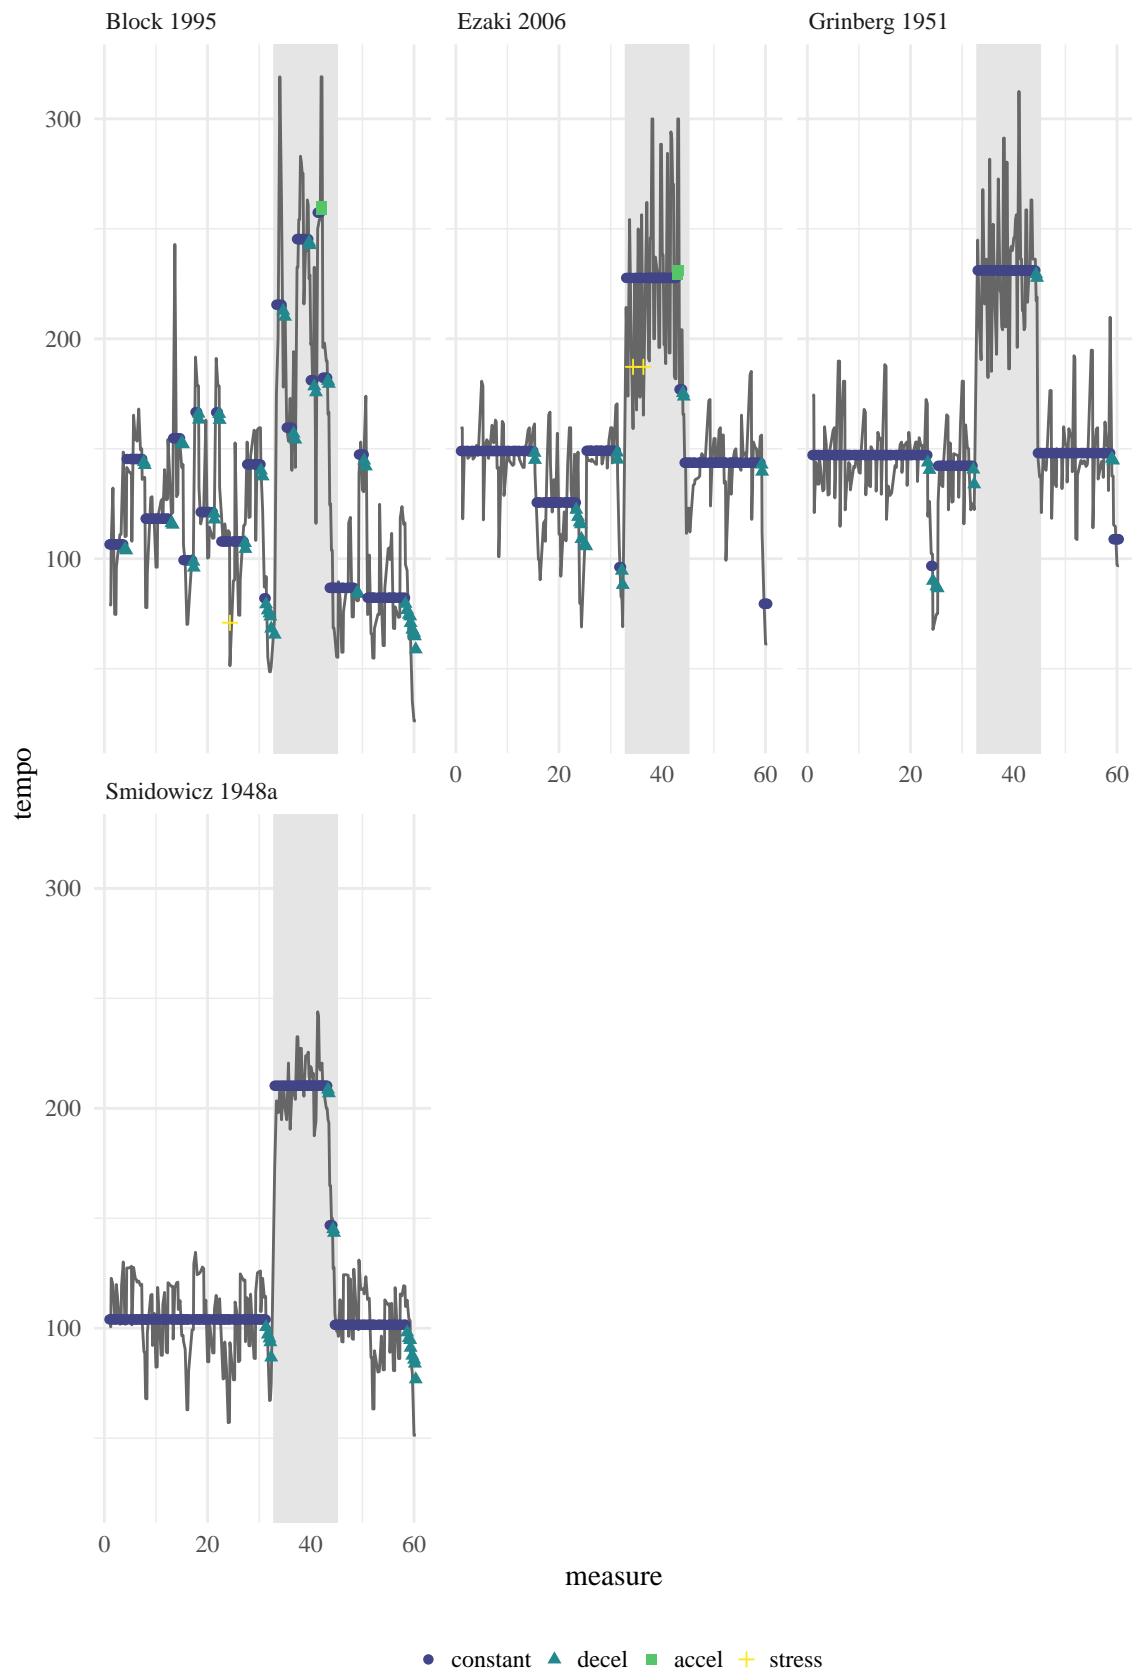 Block 1995 Ezaki 2006 Grinberg 1951
300
200
100
0 20 40 60 0 20 40 60
tempo
Smidowicz 1948a
300
200
100
0 20 40 60
measure
constant decel accel stress